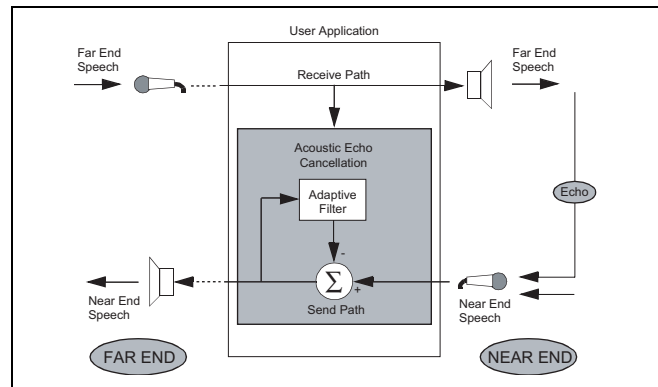 User Application
Far End
Speech
Receive Path
Far End
Speech
Acoustic Echo
Cancellation
Adaptive
Filter
Echo
-
Σ
+
Near End
Speech
Send Path
Near End
Speech
FAR END
NEAR END